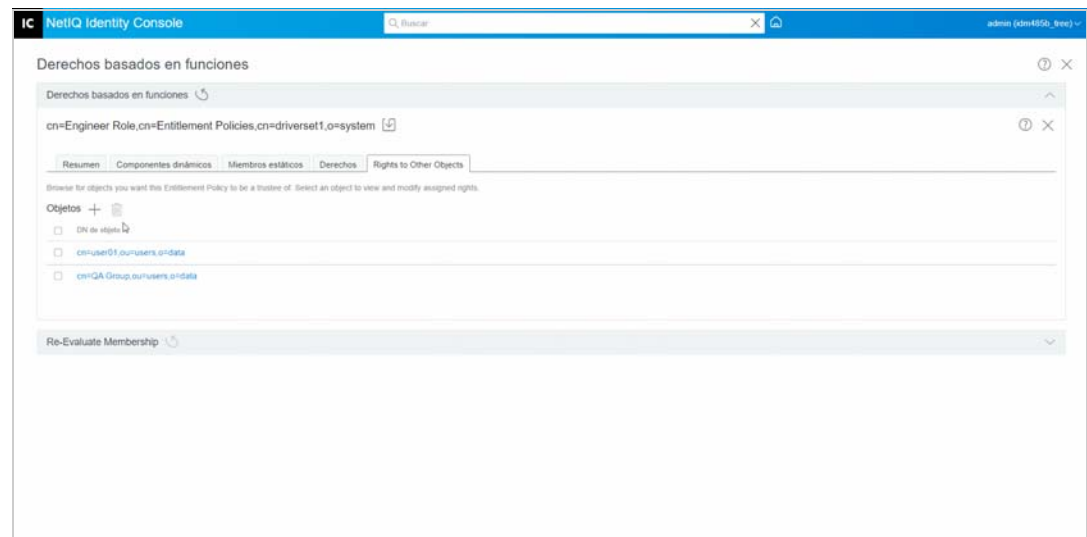 IC NetIQ Identity Console Buscar admin (idm485b_tree)
Derechos basados en funciones
Derechos basados en funciones
cn=Engineer Role,cn=Entitlement Policies,cn=driverset1,o=system
Resumen Componentes dinámicos Miembros estáticos Derechos Rights to Other Objects
Browse for objects you want this Entitlement Policy to be a trustee of. Select an object to view and modify assigned rights.
Objetos
DN de objeto
cn=user01,ou=users,o=data
cn=QA Group,ou=users,o=data
Re-Evaluate Membership